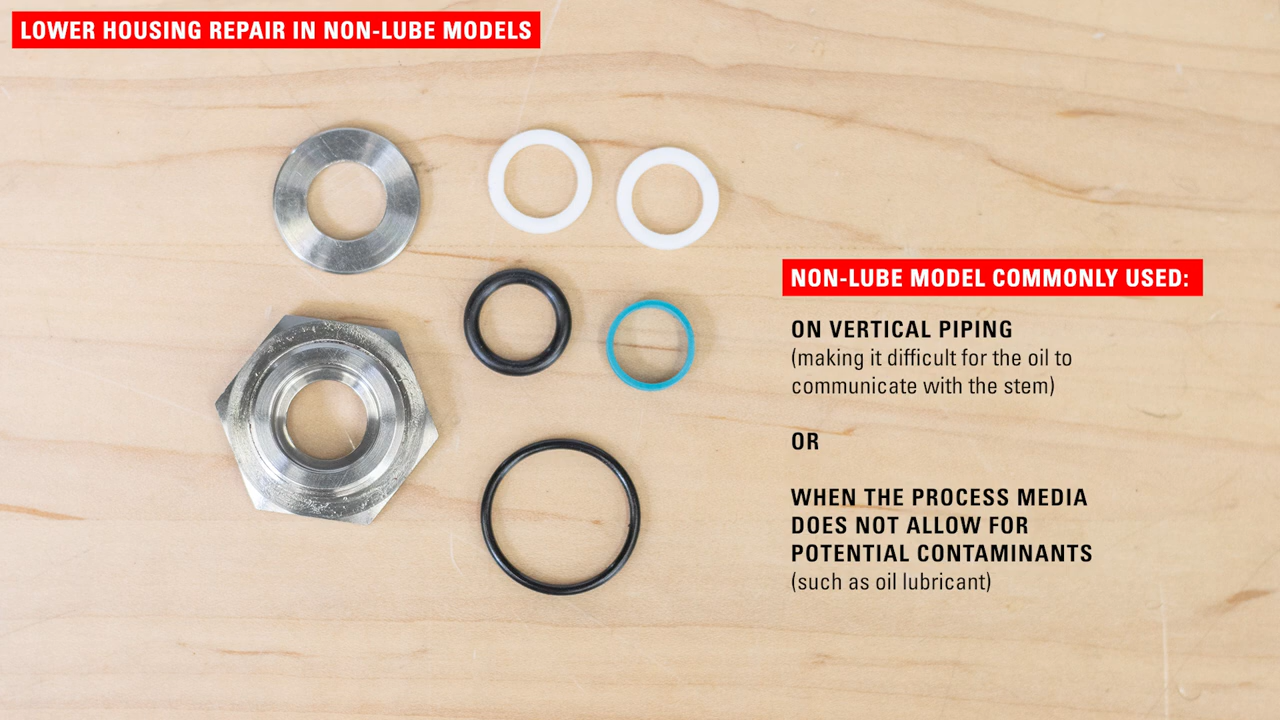 LOWER HOUSING REPAIR IN NON-LUBE MODELS
NON-LUBE MODEL COMMONLY USED:
ON VERTICAL PIPING
(making it difficult for the oil to
communicate with the stem)
OR
WHEN THE PROCESS MEDIA
DOES NOT ALLOW FOR
POTENTIAL CONTAMINANTS
(such as oil lubricant)